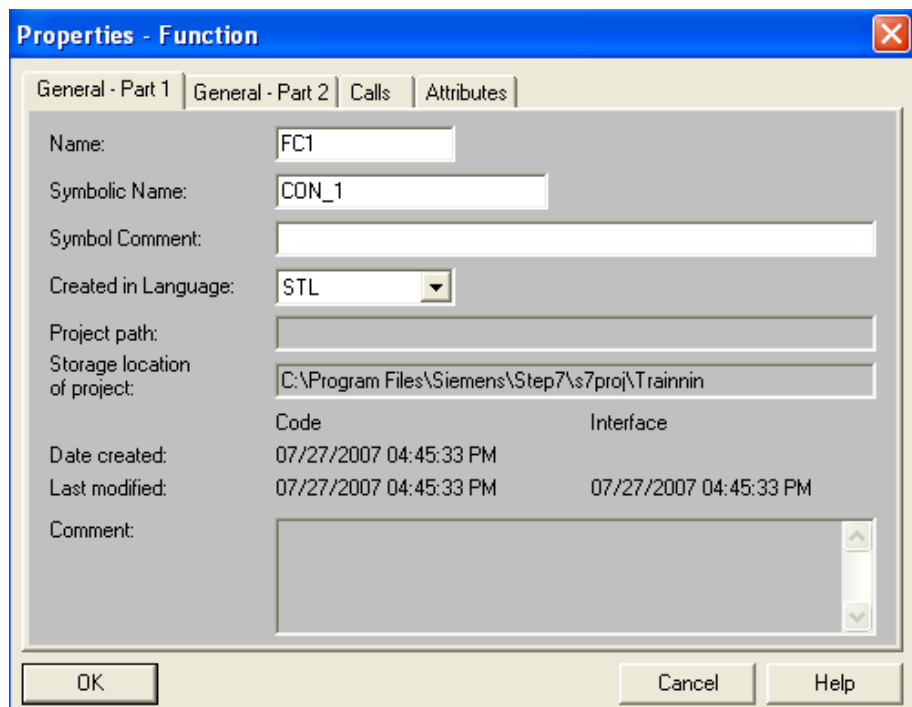 Properties - Function
General - Part 1 General - Part 2 Calls Attributes
Name: FC1
Symbolic Name: CON_1
Symbol Comment:
Created in Language: STL
Project path:
Storage location
of project: C:\Program Files\Siemens\Step7\s7proj\Trainnin
Code Interface
Date created: 07/27/2007 04:45:33 PM
Last modified: 07/27/2007 04:45:33 PM 07/27/2007 04:45:33 PM
Comment:
OK Cancel Help